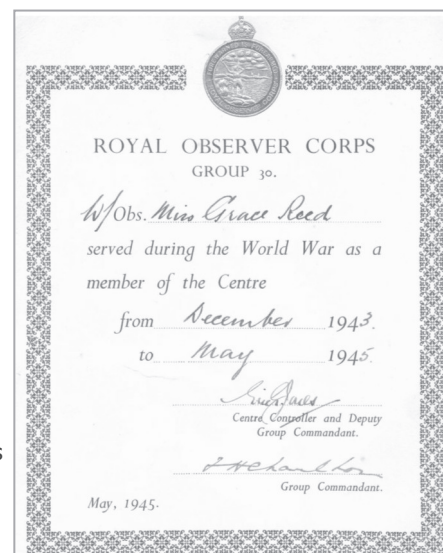 ROYAL OBSERVER CORPS
GROUP 30.
W/Obs. Miss Grace Reed
served during the World War as a
member of the Centre
from December 1943.
to May 1945.
Centre Controller and Deputy
Group Commandant.
Group Commandant.
May, 1945.
s